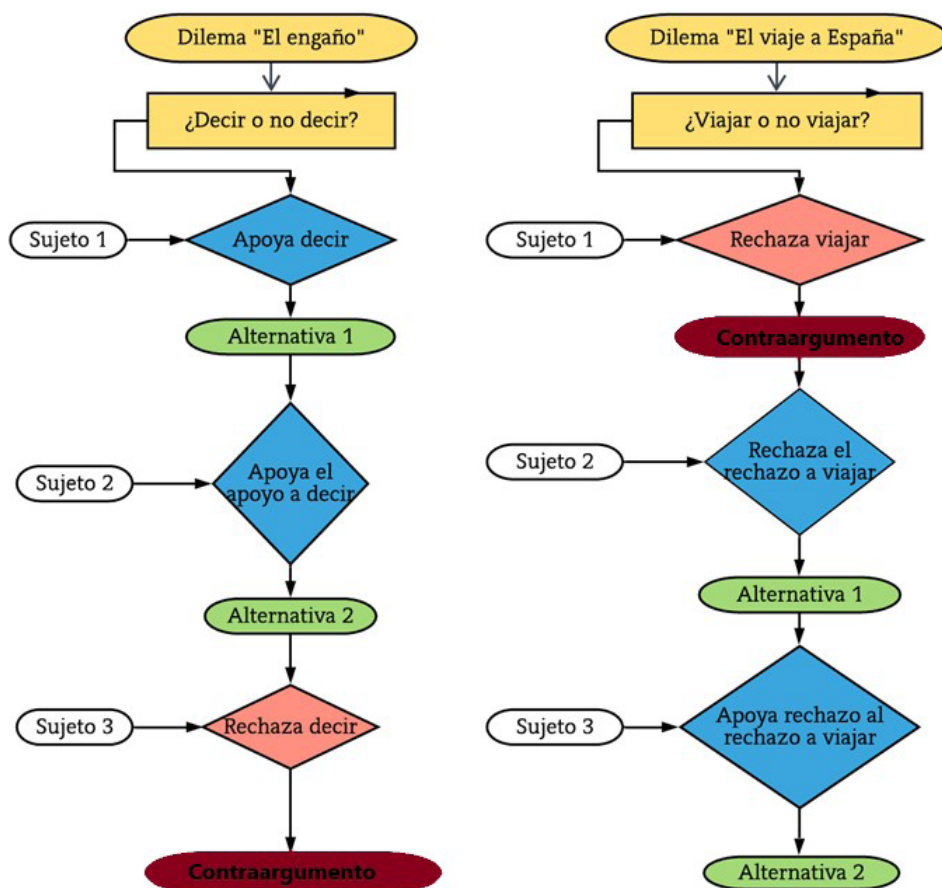 Dilema "El engaño"
¿Decir o no decir?
Sujeto 1
Apoya decir
Alternativa 1
Sujeto 2
Apoya el
apoyo a decir
Alternativa 2
Sujeto 3
Rechaza decir
Contraargumento
Dilema "El viaje a España"
¿Viajar o no viajar?
Sujeto 1
Rechaza viajar
Contraargumento
Sujeto 2
Rechaza el
rechazo a viajar
Alternativa 1
Sujeto 3
Apoya rechazo al
rechazo a viajar
Alternativa 2